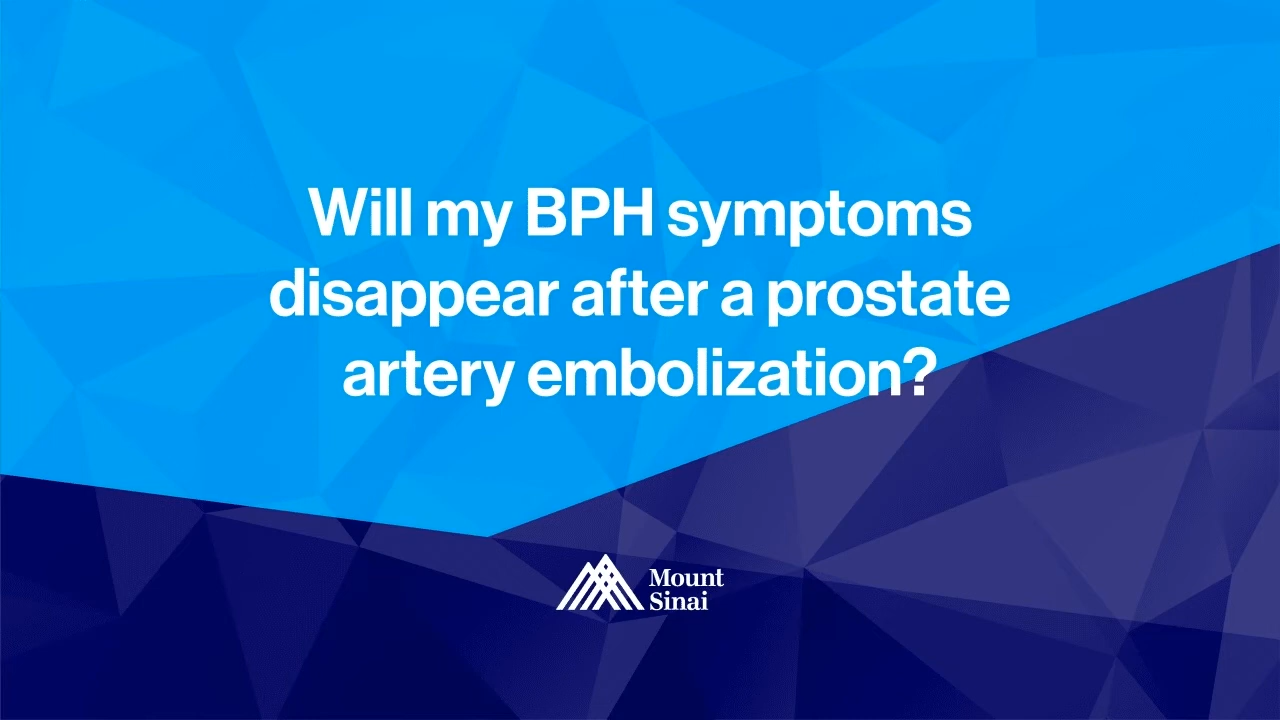 Will my BPH symptoms
disappear after a prostate
artery embolization?
Mount
Sinai